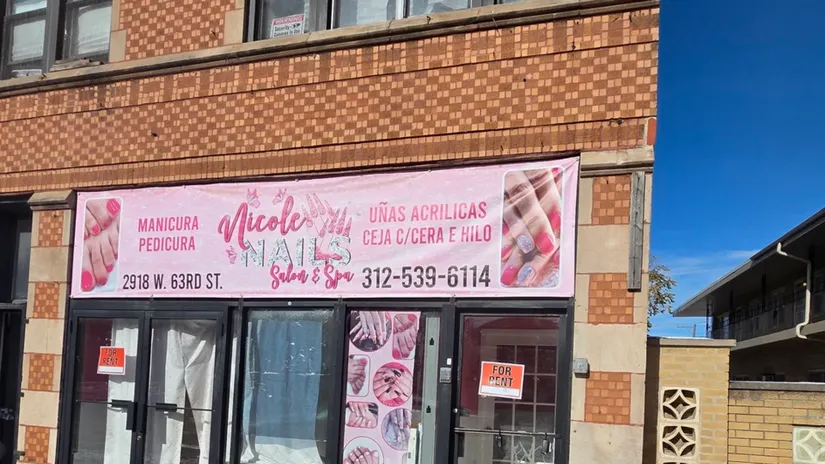 MANICURA
PEDICURA
Nicole
NAILS
Salon & Spa
UÑAS ACRILICAS
CEJA C/CERA E HILO
2918 W. 63RD ST.
312-539-6114
FOR
RENT
FOR
RENT